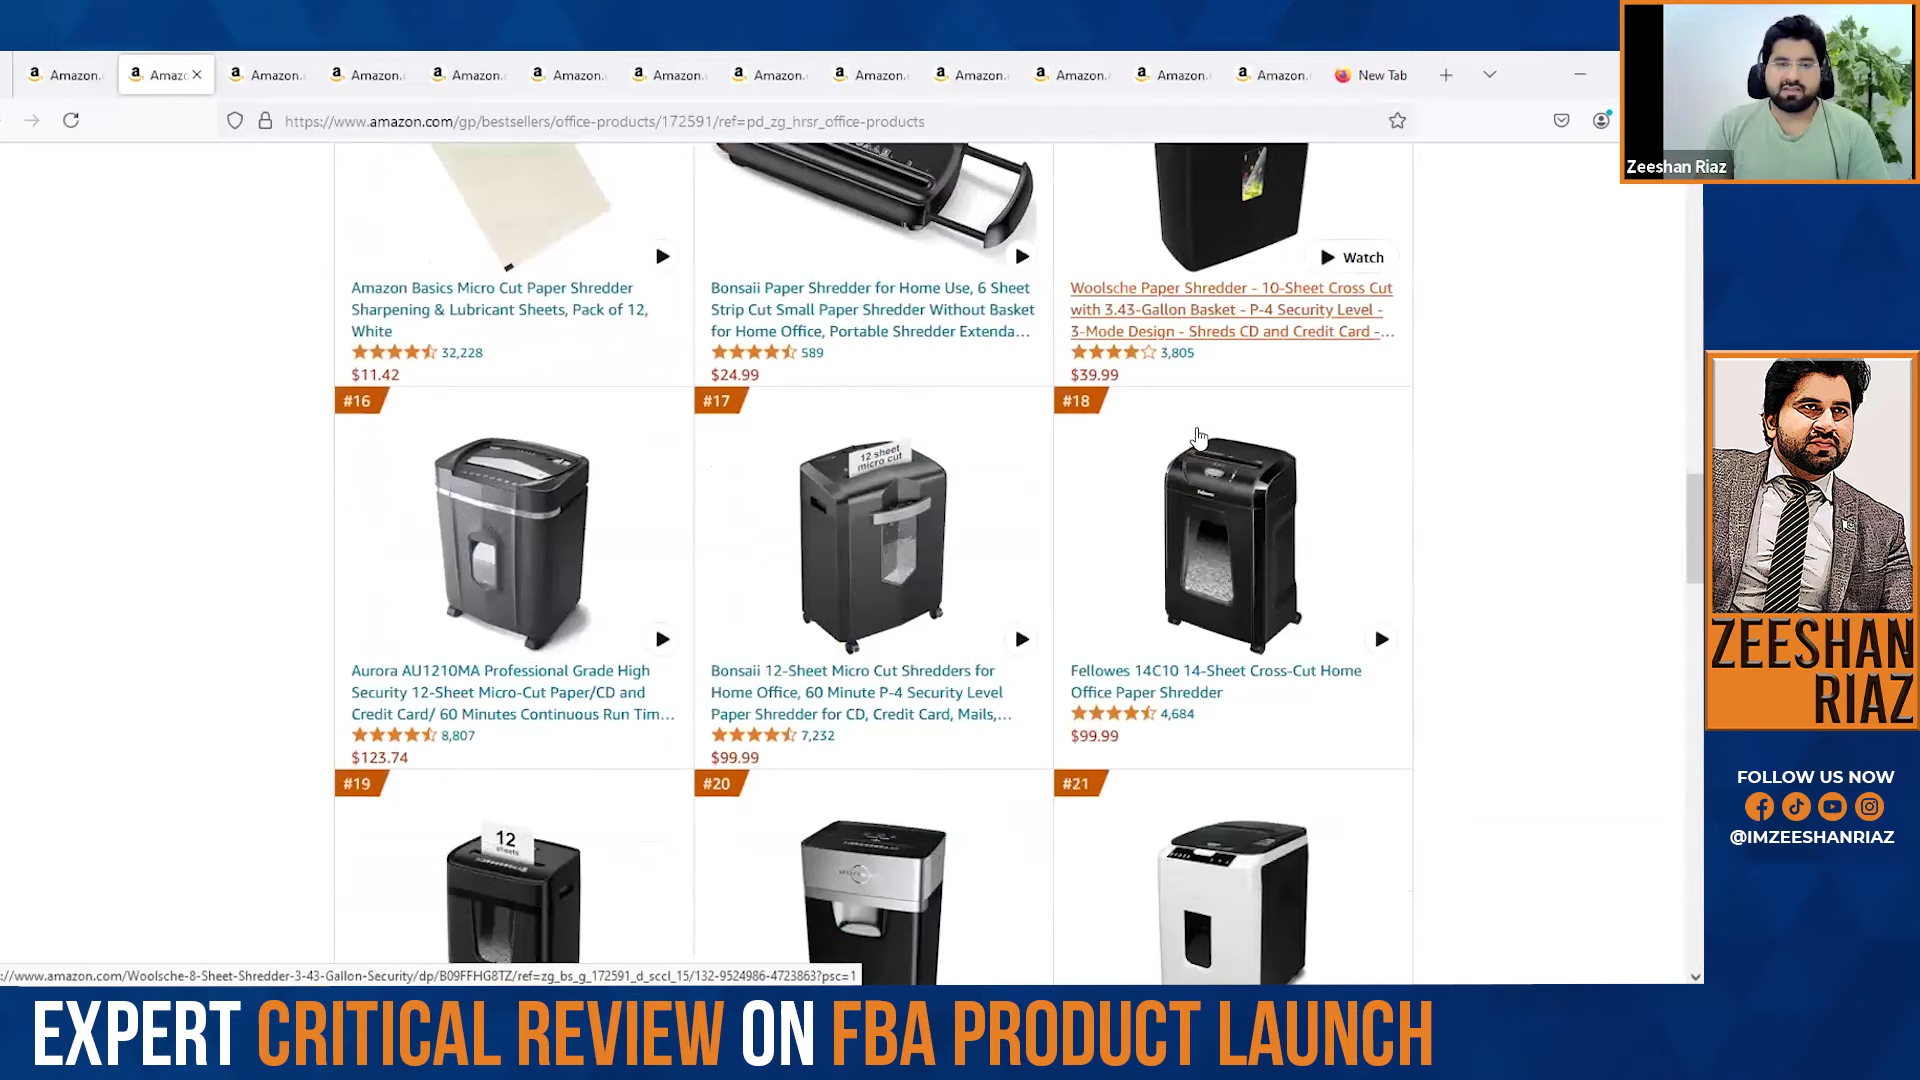 Amazon.
Amaz
Amazon.
Amazon.
Amazon.
Amazon.
Amazon.
Amazon.
Amazon.
Amazon.
Amazon.
Amazon.
Amazon.
New Tab
https://www.amazon.com/gp/bestsellers/office-products/172591/ref=pd_zg_hrsr_office-products
Zeeshan Riaz
Watch
Amazon Basics Micro Cut Paper Shredder
Sharpening & Lubricant Sheets, Pack of 12,
White
32,228
$11.42
Bonsaii Paper Shredder for Home Use, 6 Sheet
Strip Cut Small Paper Shredder Without Basket
for Home Office, Portable Shredder Extenda...
589
$24.99
Woolsche Paper Shredder - 10-Sheet Cross Cut
with 3.43-Gallon Basket - P-4 Security Level -
3-Mode Design - Shreds CD and Credit Card -...
3,805
$39.99
#16
Aurora AU1210MA Professional Grade High
Security 12-Sheet Micro-Cut Paper/CD and
Credit Card/ 60 Minutes Continuous Run Tim...
8,807
$123.74
#17
12 sheet
micro cut
Bonsaii 12-Sheet Micro Cut Shredders for
Home Office, 60 Minute P-4 Security Level
Paper Shredder for CD, Credit Card, Mails,...
7,232
$99.99
#18
Fellowes
Fellowes 14C10 14-Sheet Cross-Cut Home
Office Paper Shredder
4,684
$99.99
#19
12
sheets
#20
#21
://www.amazon.com/Woolsche-8-Sheet-Shredder-3-43-Gallon-Security/dp/B09FFHG8TZ/ref=zg_bs_g_172591_d_sccl_15/132-9524986-4723863?psc=1
ZEESHAN
RIAZ
FOLLOW US NOW
@IMZEESHANRIAZ
EXPERT CRITICAL REVIEW ON FBA PRODUCT LAUNCH